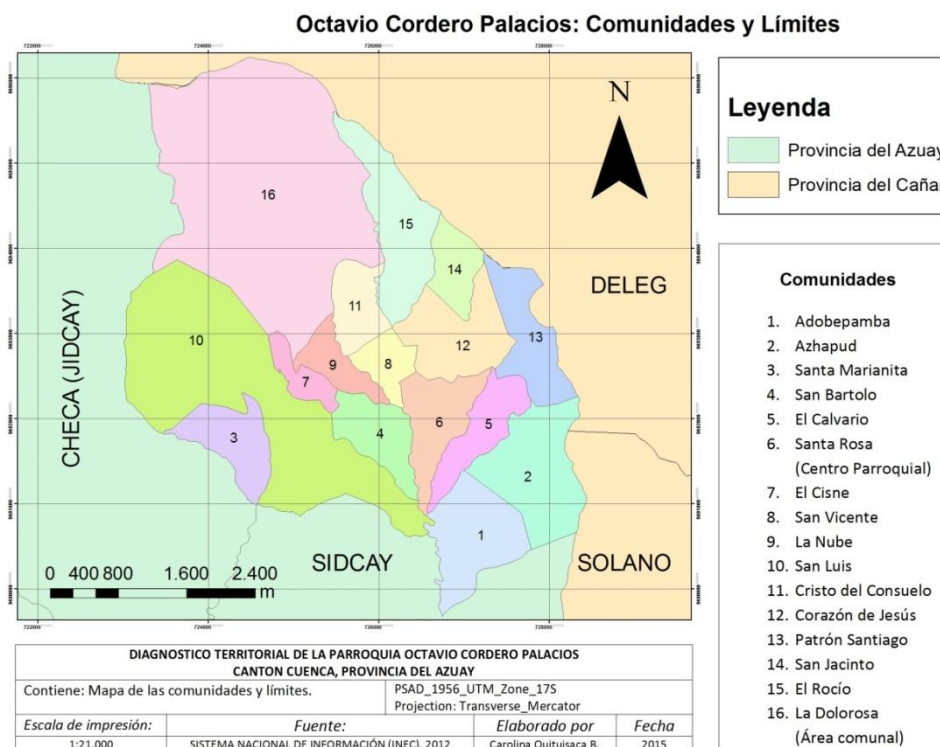 Octavio Cordero Palacios: Comunidades y Límites
722000 724000 726000 728000
N
16
15
14
11
10
13
12
8
9
7
6
5
4
3
2
1
CHECA (JIDCAY)
DELEG
SIDCAY
SOLANO
0 400 800 1.600 2.400
m
722000 724000 726000 728000
Leyenda
Provincia del Azuay
Provincia del Cañar
Comunidades
1. Adobepamba
2. Azhapud
3. Santa Marianita
4. San Bartolo
5. El Calvario
6. Santa Rosa
(Centro Parroquial)
7. El Cisne
8. San Vicente
9. La Nube
10. San Luis
11. Cristo del Consuelo
12. Corazón de Jesús
13. Patrón Santiago
14. San Jacinto
15. El Rocío
16. La Dolorosa
(Área comunal)
DIAGNOSTICO TERRITORIAL DE LA PARROQUIA OCTAVIO CORDERO PALACIOS
CANTON CUENCA, PROVINCIA DEL AZUAY
Contiene: Mapa de las comunidades y límites.
PSAD_1956_UTM_Zone_17S
Projection: Transverse_Mercator
Escala de impresión: Fuente: Elaborado por Fecha
1:21.000 SISTEMA NACIONAL DE INFORMACIÓN (INEC), 2012 Carolina Quituisaca B. 2015